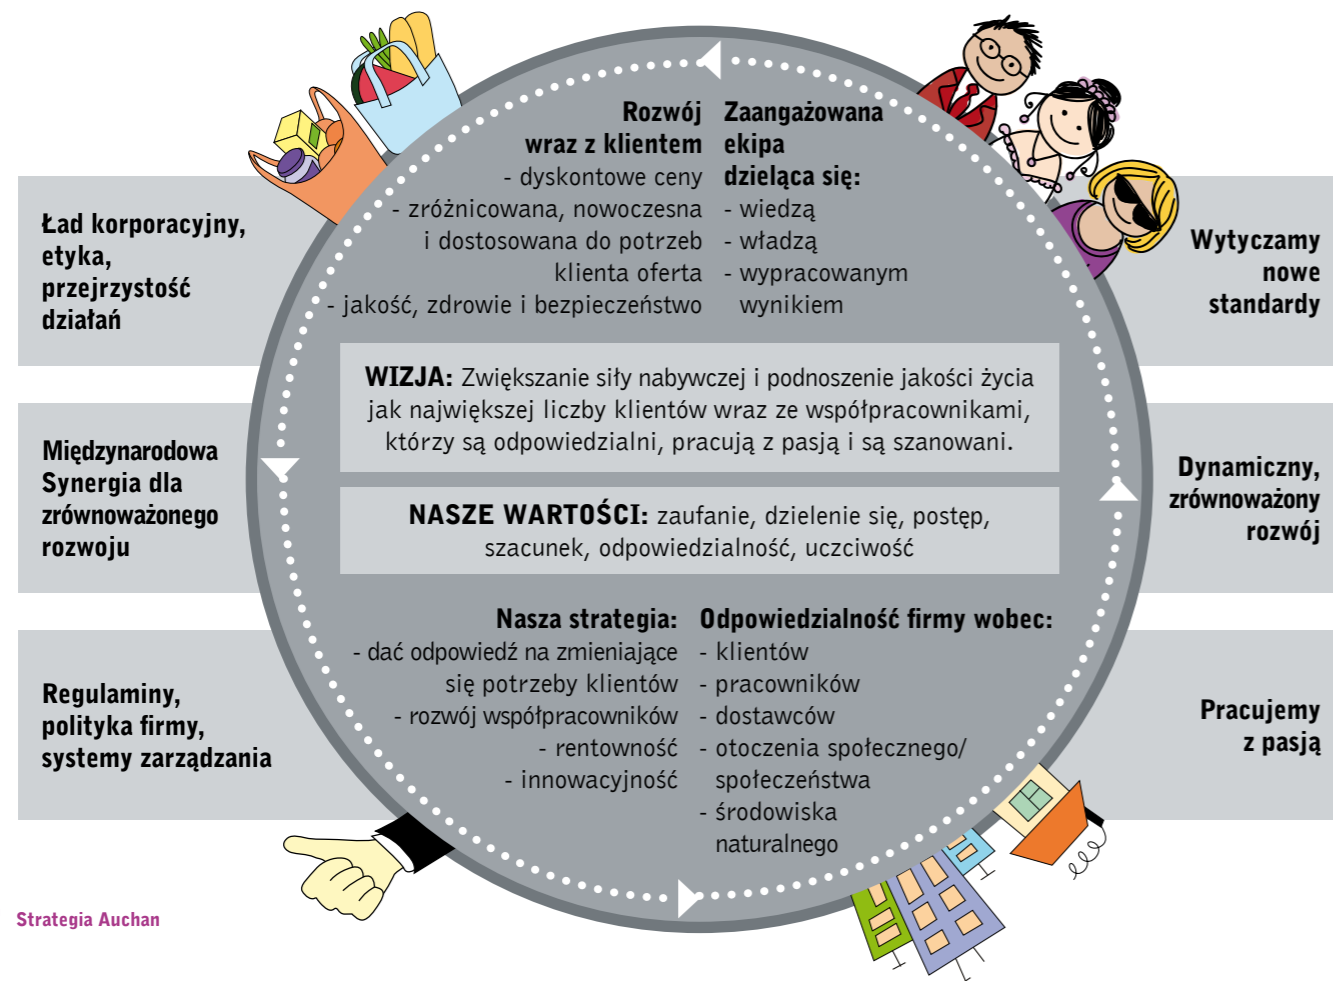 Rozwój
wraz z klientem
- dyskontowe ceny
- zróżnicowana, nowoczesna
i dostosowana do potrzeb
klienta oferta
- jakość, zdrowie i bezpieczeństwo
Zaangażowana
ekipa
dzieląca się:
- wiedzą
- władzą
- wypracowanym
wynikiem
Ład korporacyjny,
etyka,
przejrzystość
działań
Wytyczamy
nowe
standardy
WIZJA: Zwiększanie siły nabywczej i podnoszenie jakości życia
jak największej liczby klientów wraz ze współpracownikami,
którzy są odpowiedzialni, pracują z pasją i są szanowani.
Międzynarodowa
Synergia dla
zrównoważonego
rozwoju
Dynamiczny,
zrównoważony
rozwój
NASZE WARTOŚCI: zaufanie, dzielenie się, postęp,
szacunek, odpowiedzialność, uczciwość
Nasza strategia:
- dać odpowiedź na zmieniające
się potrzeby klientów
- rozwój współpracowników
- rentowność
- innowacyjność
Odpowiedzialność firmy wobec:
- klientów
- pracowników
- dostawców
- otoczenia społecznego/
społeczeństwa
- środowiska
naturalnego
Regulaminy,
polityka firmy,
systemy zarządzania
Pracujemy
z pasją
Strategia Auchan